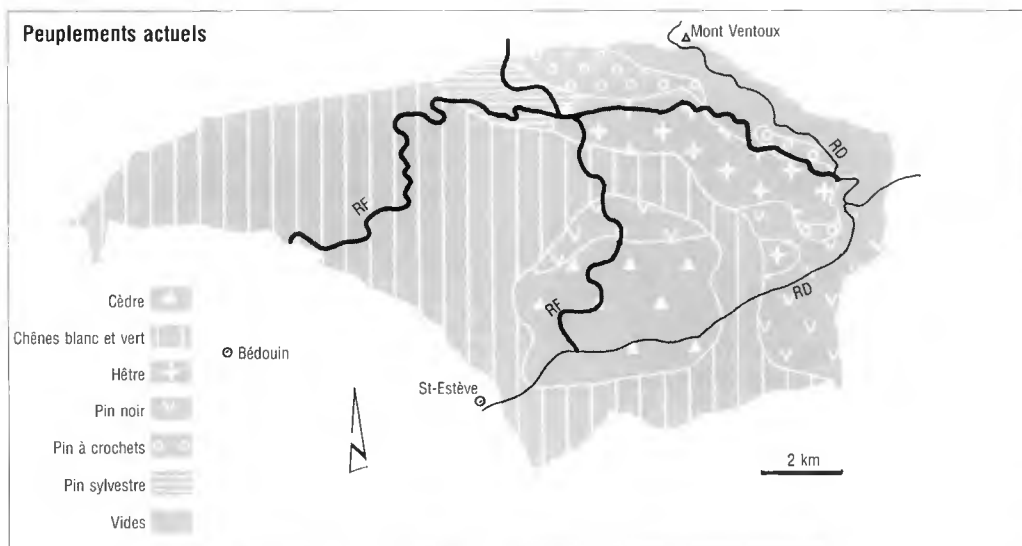 Peuplements actuels
Mont Ventoux
RD
RF
RD
RF
Cèdre
Chênes blanc et vert
Bédouin
Hêtre
St-Estève
Pin noir
Pin à crochets
N
2 km
Pin sylvestre
Vides